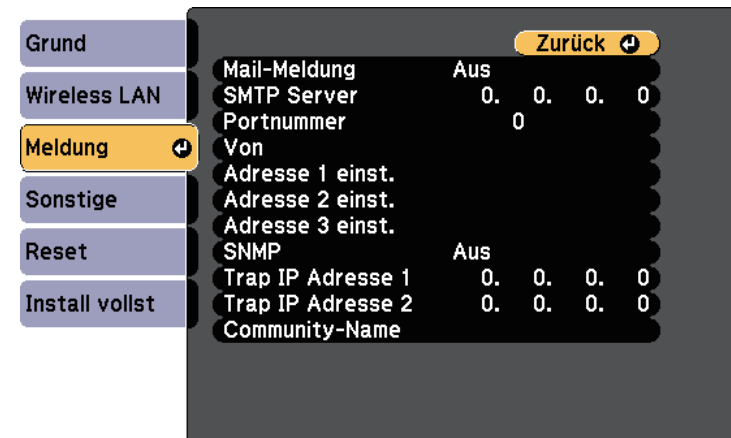 Grund
Wireless LAN
Meldung
Sonstige
Reset
Install vollst
Zurück
Mail-Meldung Aus
SMTP Server 0. 0. 0. 0
Portnummer 0
Von
Adresse 1 einst.
Adresse 2 einst.
Adresse 3 einst.
SNMP Aus
Trap IP Adresse 1 0. 0. 0. 0
Trap IP Adresse 2 0. 0. 0. 0
Community-Name